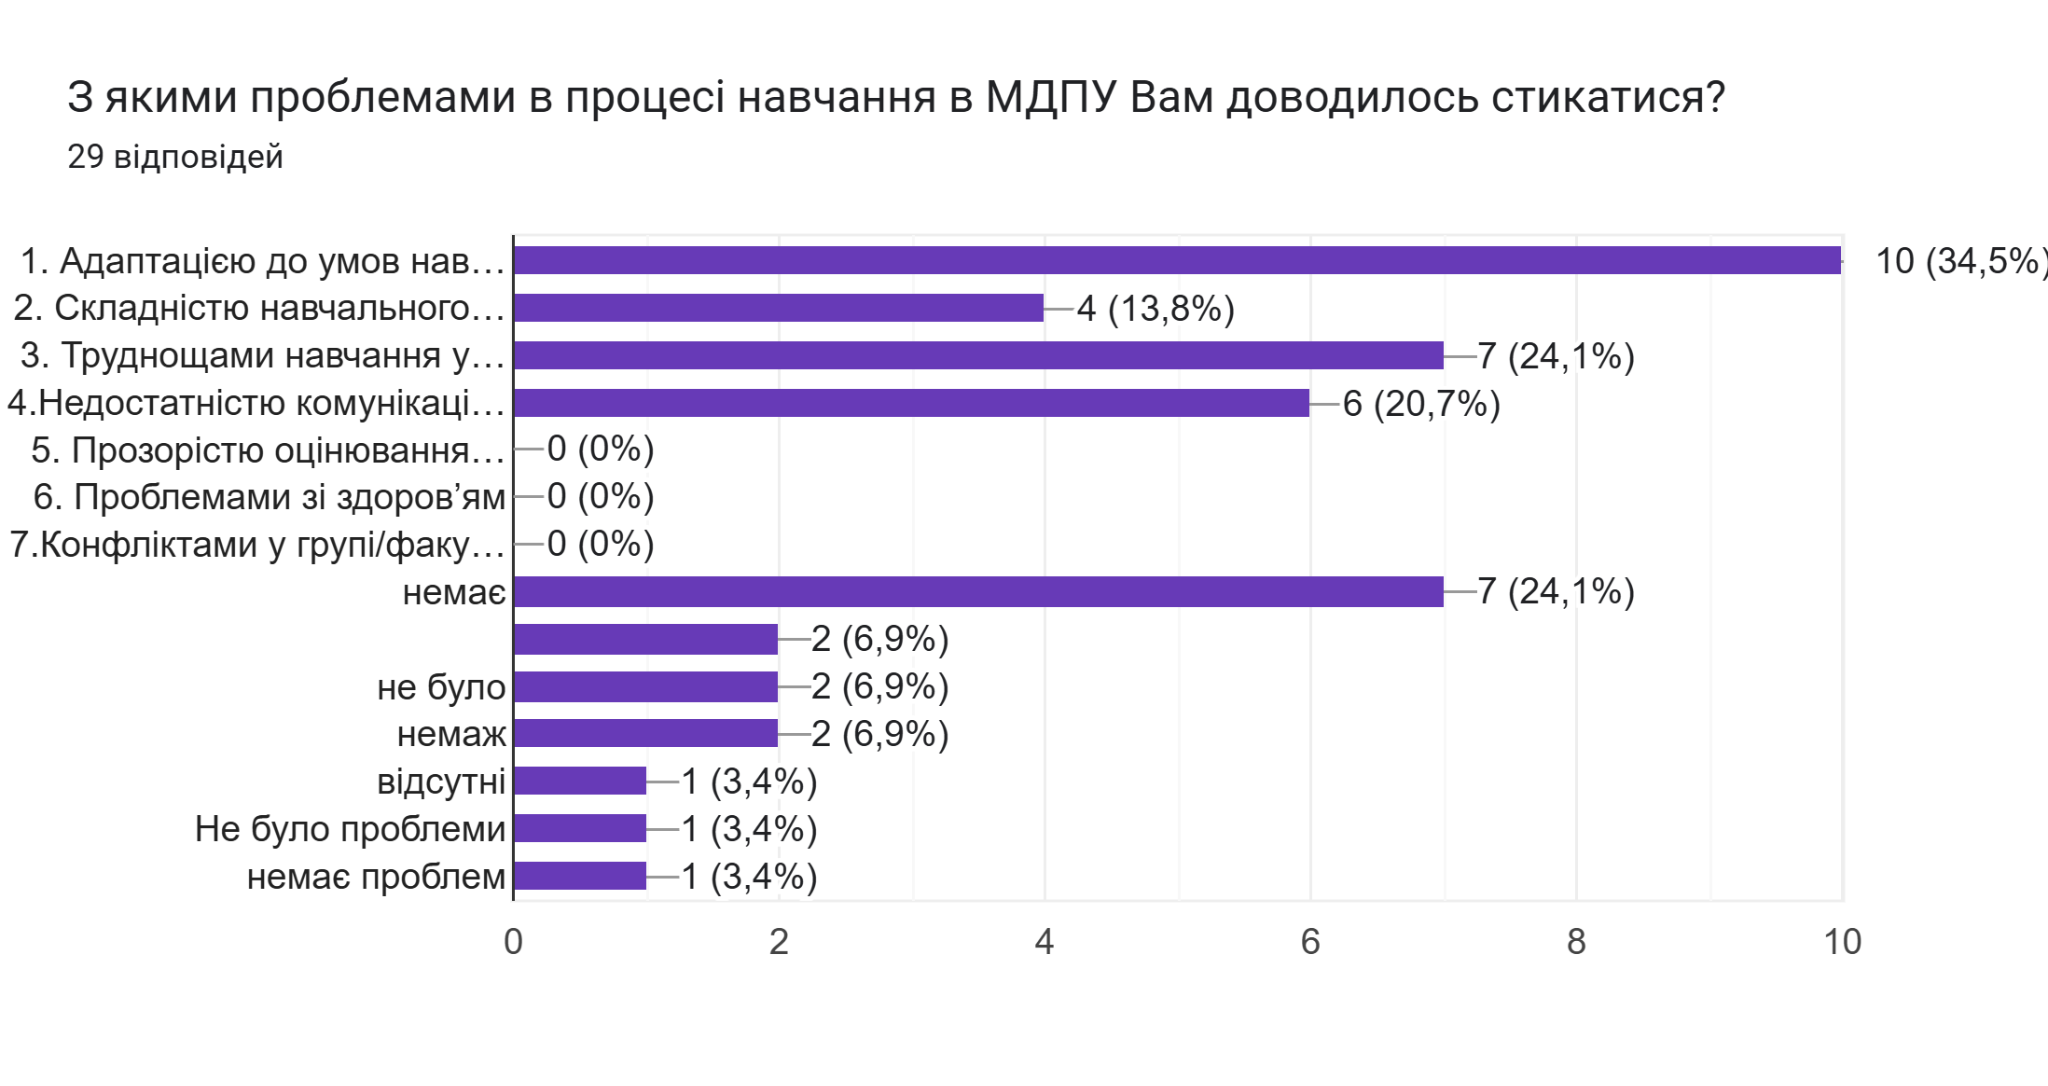 З якими проблемами в процесі навчання в МДПУ Вам доводилось стикатися?
29 відповідей
1. Адаптацією до умов нав… 10 (34,5%)
2. Складністю навчального… 4 (13,8%)
3. Труднощами навчання у… 7 (24,1%)
4.Недостатністю комунікаці… 6 (20,7%)
5. Прозорістю оцінювання… 0 (0%)
6. Проблемами зі здоров’ям 0 (0%)
7.Конфліктами у групі/факу… 0 (0%)
немає 7 (24,1%)
2 (6,9%)
не було 2 (6,9%)
немаж 2 (6,9%)
відсутні 1 (3,4%)
Не було проблеми 1 (3,4%)
немає проблем 1 (3,4%)
0 2 4 6 8 10